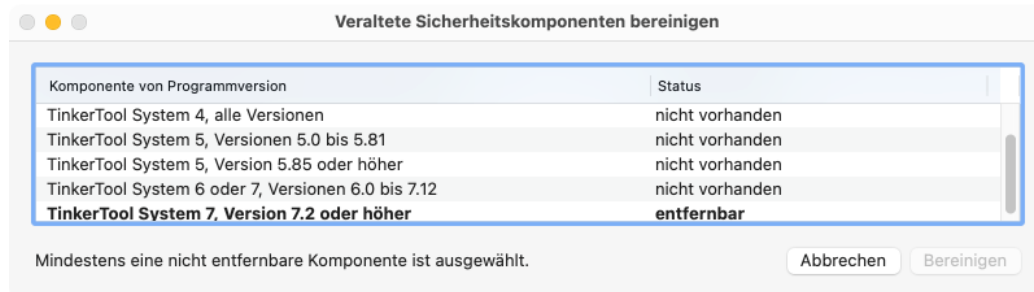 Veraltete Sicherheitskomponenten bereinigen
Komponente von Programmversion Status
TinkerTool System 4, alle Versionen nicht vorhanden
TinkerTool System 5, Versionen 5.0 bis 5.81 nicht vorhanden
TinkerTool System 5, Version 5.85 oder höher nicht vorhanden
TinkerTool System 6 oder 7, Versionen 6.0 bis 7.12 nicht vorhanden
TinkerTool System 7, Version 7.2 oder höher entfernbar
Mindestens eine nicht entfernbare Komponente ist ausgewählt. Abbrechen Bereinigen